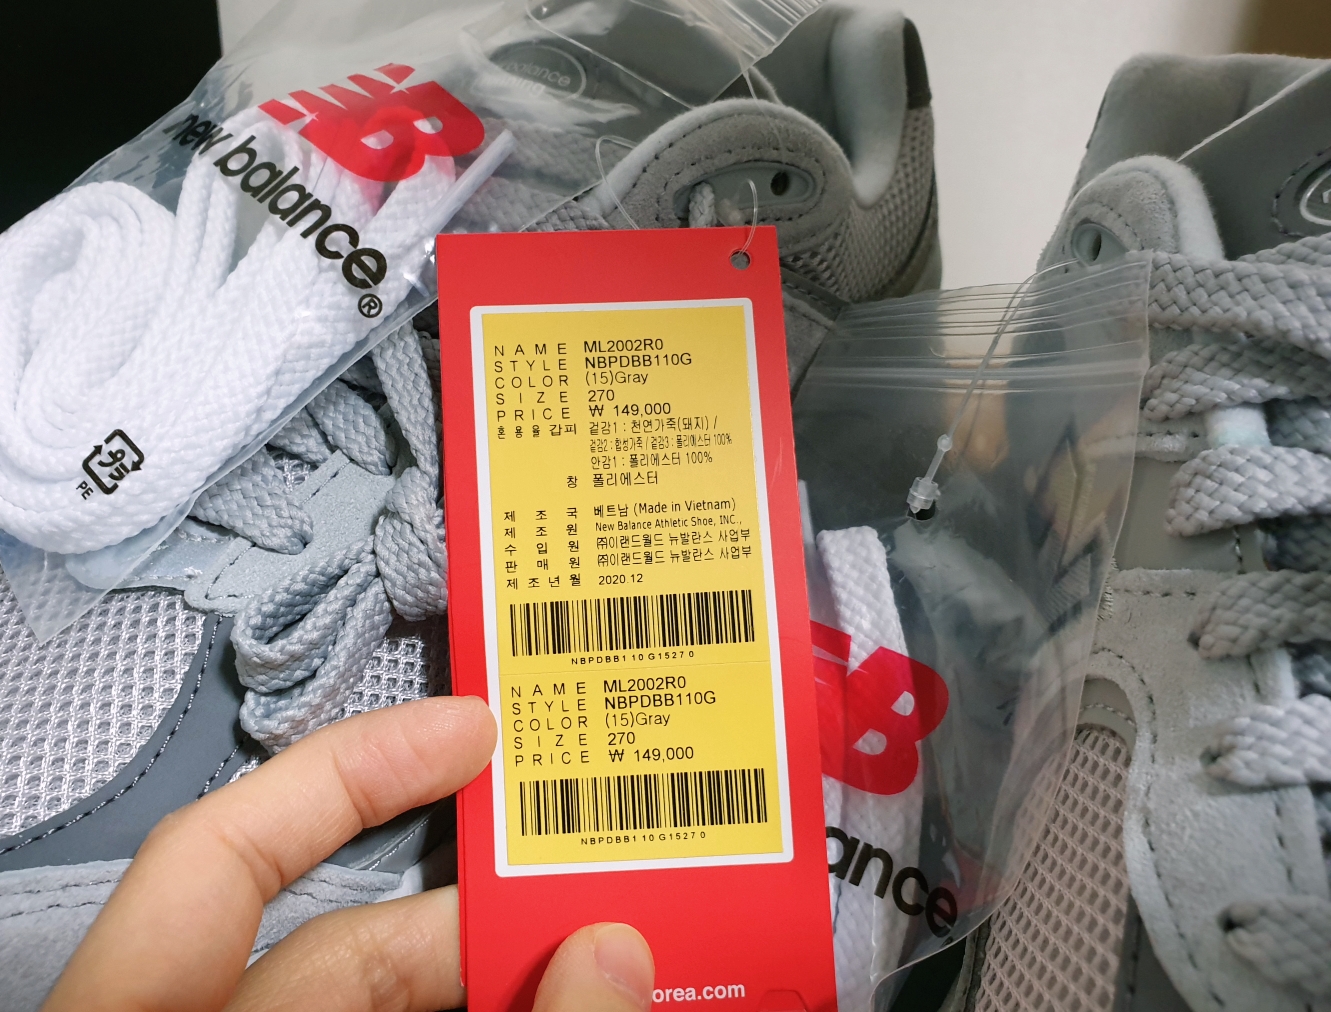 NB
new balance®
PE
NAME ML2002R0
STYLE NBPDBB110G
COLOR (15)Gray
SIZE 270
PRICE ₩ 149,000
혼용율 갑피 겉감1 : 천연가죽(돼지) /
겉감2 : 합성가죽 / 겉감3 : 폴리에스터 100%
안감1 : 폴리에스터 100%
창 폴리에스터
제조국 베트남 (Made in Vietnam)
제조원 New Balance Athletic Shoe, INC.,
수입원 ㈜이랜드월드 뉴발란스 사업부
판매원 ㈜이랜드월드 뉴발란스 사업부
제조년월 2020.12
NBPDBB110G15270
NAME ML2002R0
STYLE NBPDBB110G
COLOR (15)Gray
SIZE 270
PRICE ₩ 149,000
NBPDBB110G15270
orea.com
NB
ance